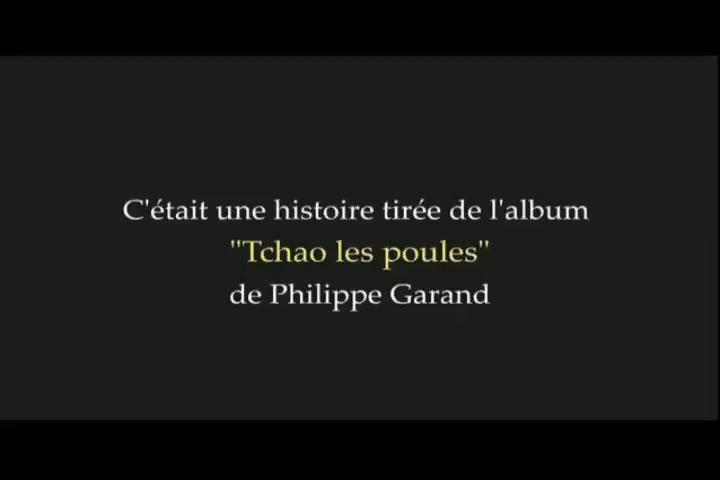 C'était une histoire tirée de l'album
"Tchao les poules"
de Philippe Garand